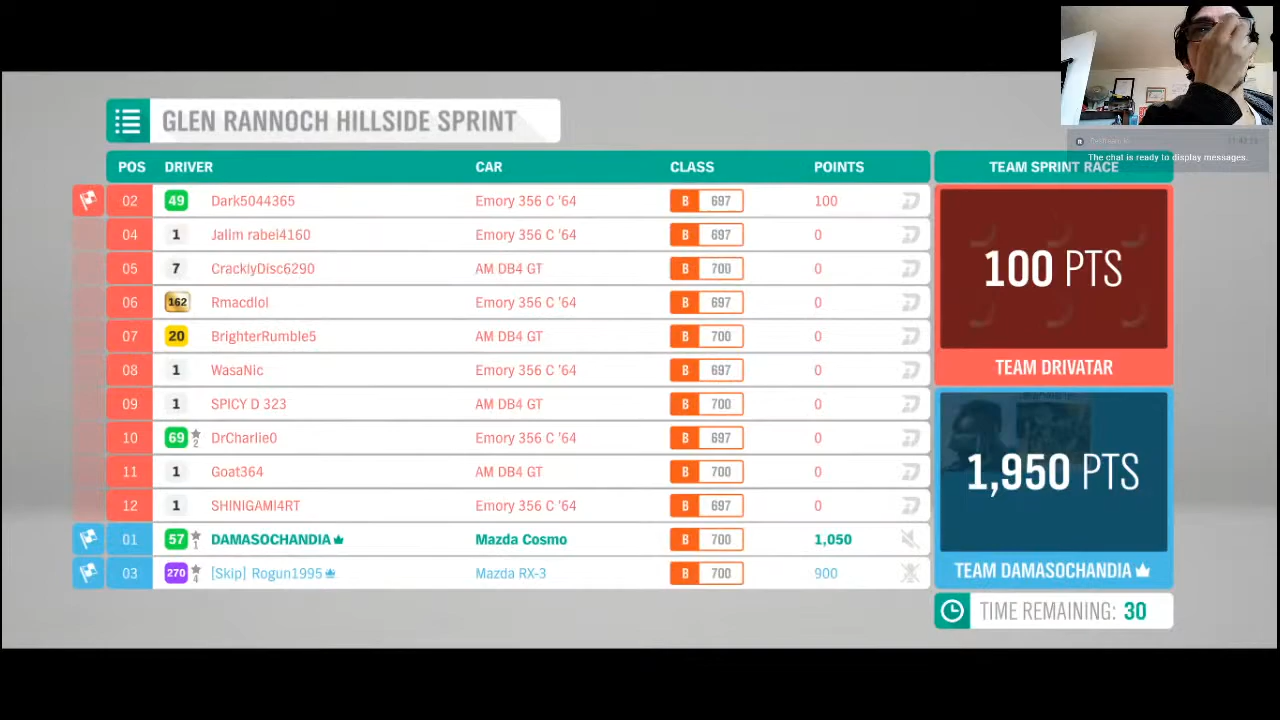 GLEN RANNOCH HILLSIDE SPRINT
POS DRIVER CAR CLASS POINTS
02 49 Dark5044365 Emory 356 C '64 B 697 100
04 1 Jalim rabei4160 Emory 356 C '64 B 697 0
05 7 CracklyDisc6290 AM DB4 GT B 700 0
06 162 Rmacdlol Emory 356 C '64 B 697 0
07 20 BrighterRumble5 AM DB4 GT B 700 0
08 1 WasaNic Emory 356 C '64 B 697 0
09 1 SPICY D 323 AM DB4 GT B 700 0
10 69 2 DrCharlie0 Emory 356 C '64 B 697 0
11 1 Goat364 AM DB4 GT B 700 0
12 1 SHINIGAMI4RT Emory 356 C '64 B 697 0
01 57 1 DAMASOCHANDIA Mazda Cosmo B 700 1,050
03 270 4 [Skip] Rogun1995 Mazda RX-3 B 700 900
The chat is ready to display messages.
TEAM SPRINT RACE
100 PTS
TEAM DRIVATAR
1,950 PTS
TEAM DAMASOCHANDIA
TIME REMAINING: 30